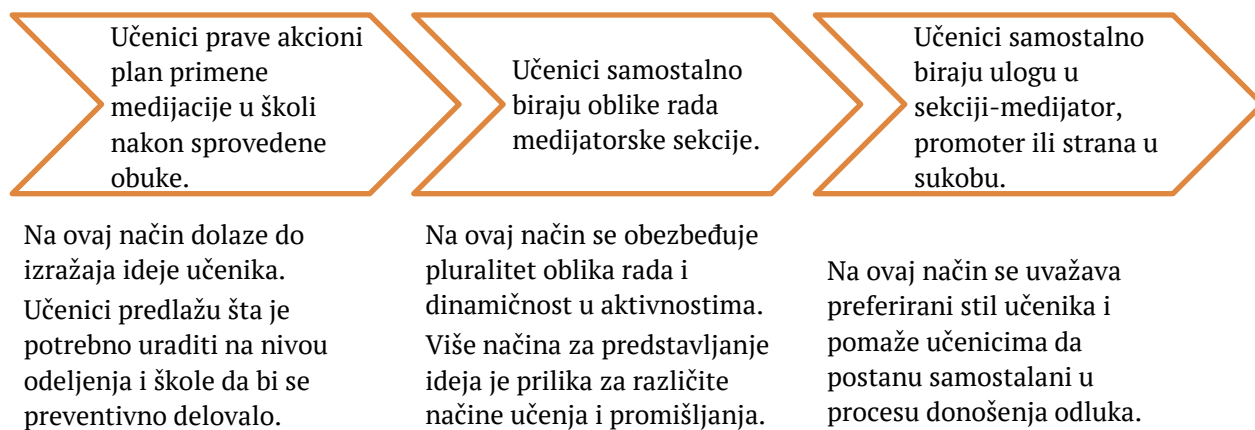 Učenici prave akcioni
plan primene
medijacije u školi
nakon sprovedene
obuke.
Na ovaj način dolaze do
izražaja ideje učenika.
Učenici predlažu šta je
potrebno uraditi na nivou
odeljenja i škole da bi se
preventivno delovalo.
Učenici samostalno
biraju oblike rada
medijatorske sekcije.
Na ovaj način se obezbeđuje
pluralitet oblika rada i
dinamičnost u aktivnostima.
Više načina za predstavljanje
ideja je prilika za različite
načine učenja i promišljanja.
Učenici samostalno
biraju ulogu u
sekciji-medijator,
promoter ili strana u
sukobu.
Na ovaj način se uvažava
preferirani stil učenika i
pomaže učenicima da
postanu samostalani u
procesu donošenja odluka.